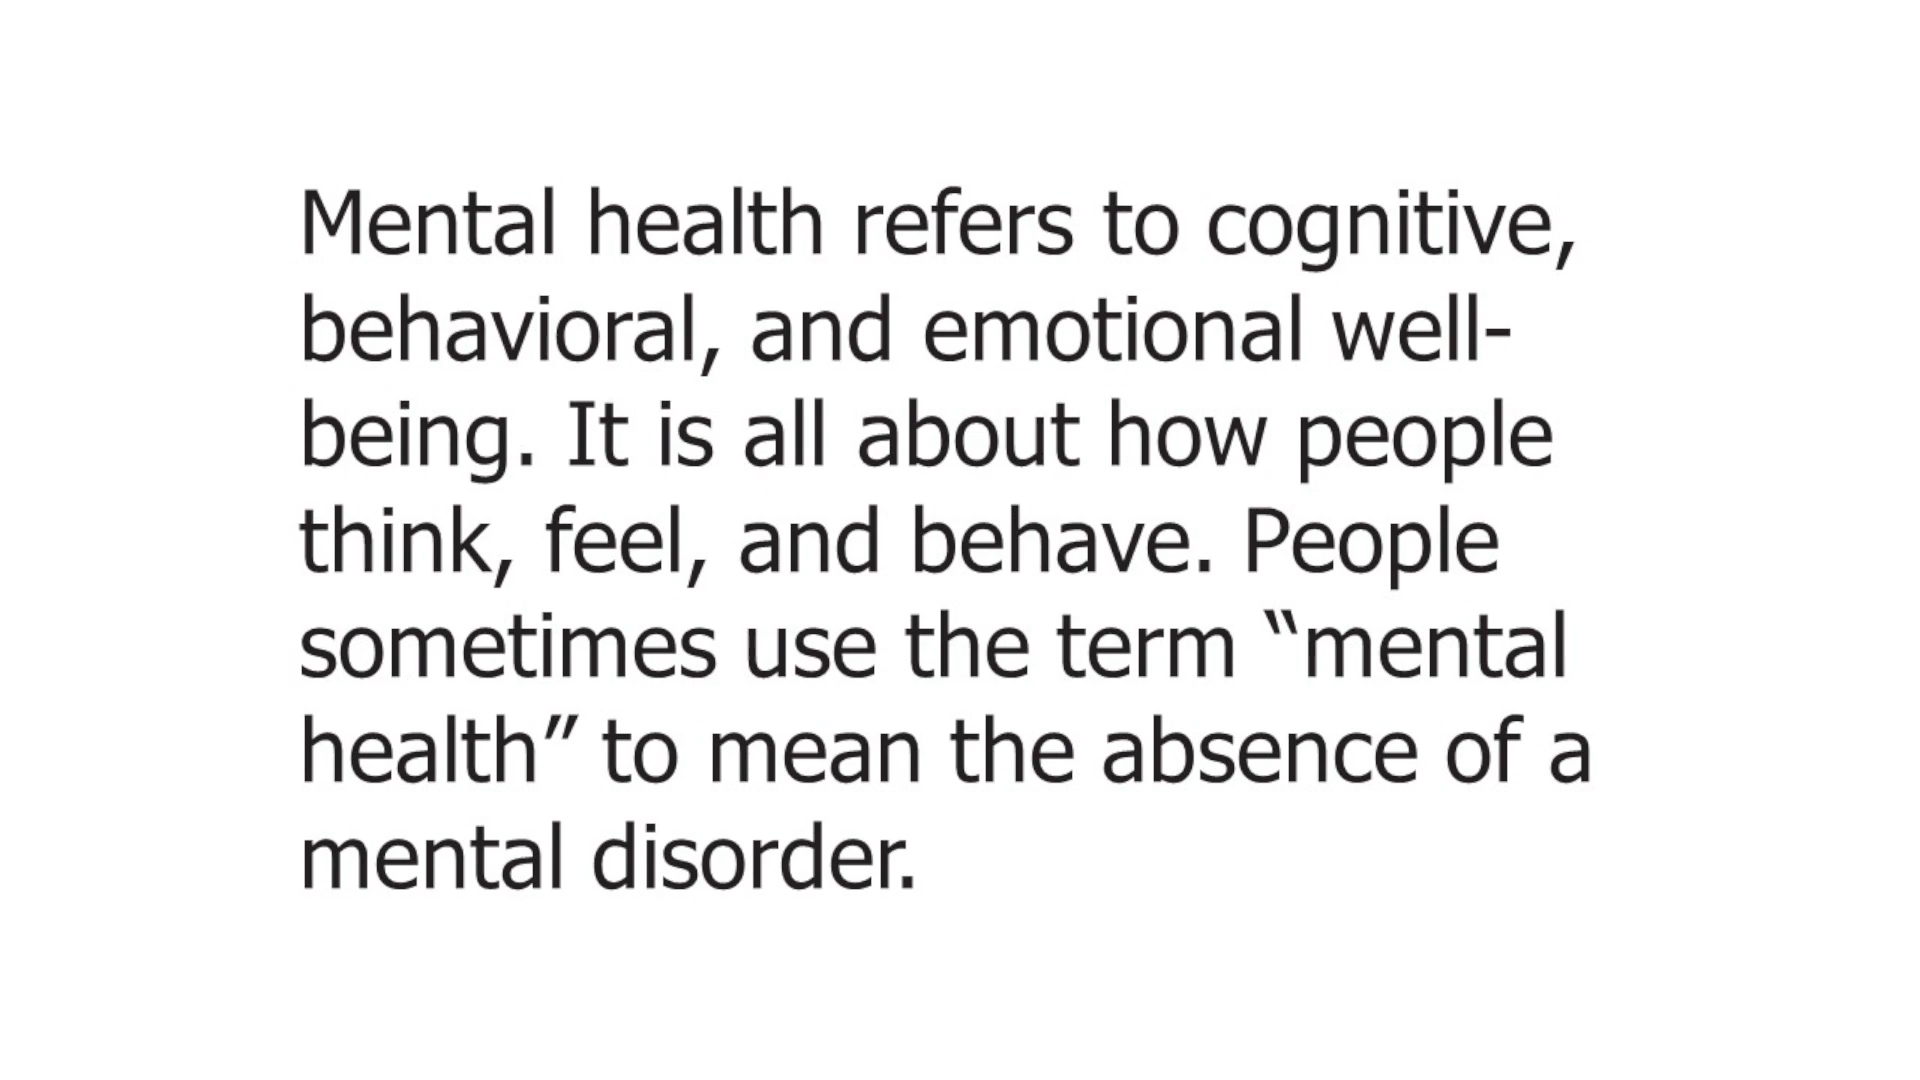 Mental health refers to cognitive,
behavioral, and emotional well-
being. It is all about how people
think, feel, and behave. People
sometimes use the term “mental
health” to mean the absence of a
mental disorder.